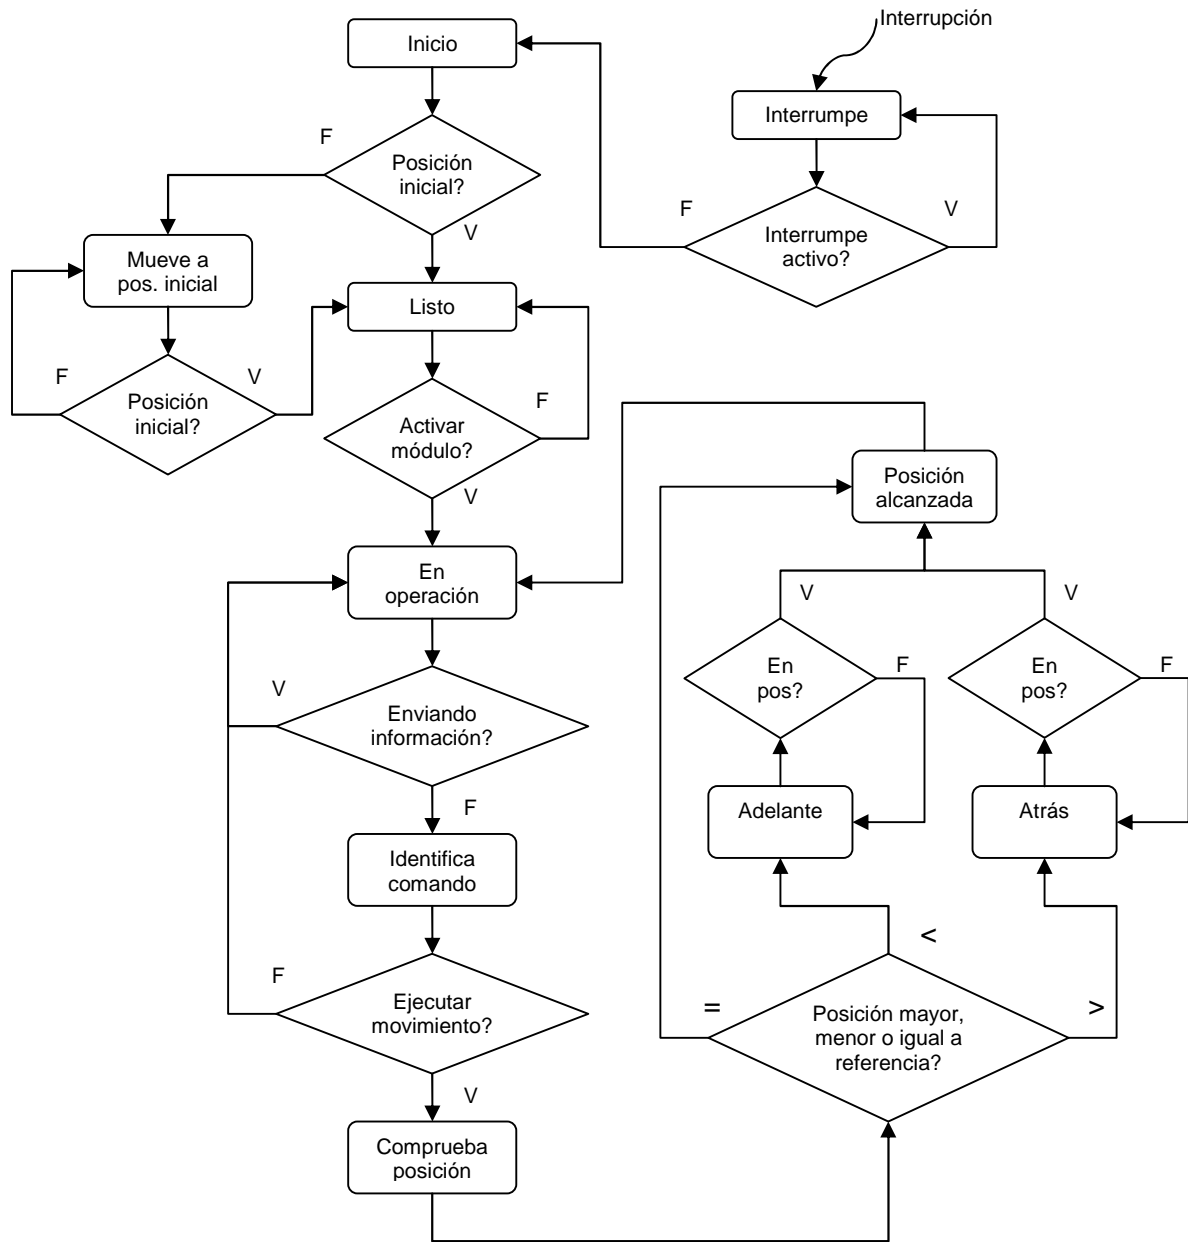 Interrupción
Inicio
Interrumpe
F
Posición
inicial?
V
F
Interrumpe
activo?
V
Mueve a
pos. inicial
Listo
F
V
Posición
inicial?
F
Activar
módulo?
V
Posición
alcanzada
En
operación
V
V
V
Enviando
información?
F
En
pos?
F
En
pos?
F
Adelante
Atrás
Identifica
comando
F
Ejecutar
movimiento?
V
<
=
>
Posición mayor,
menor o igual a
referencia?
Comprueba
posición